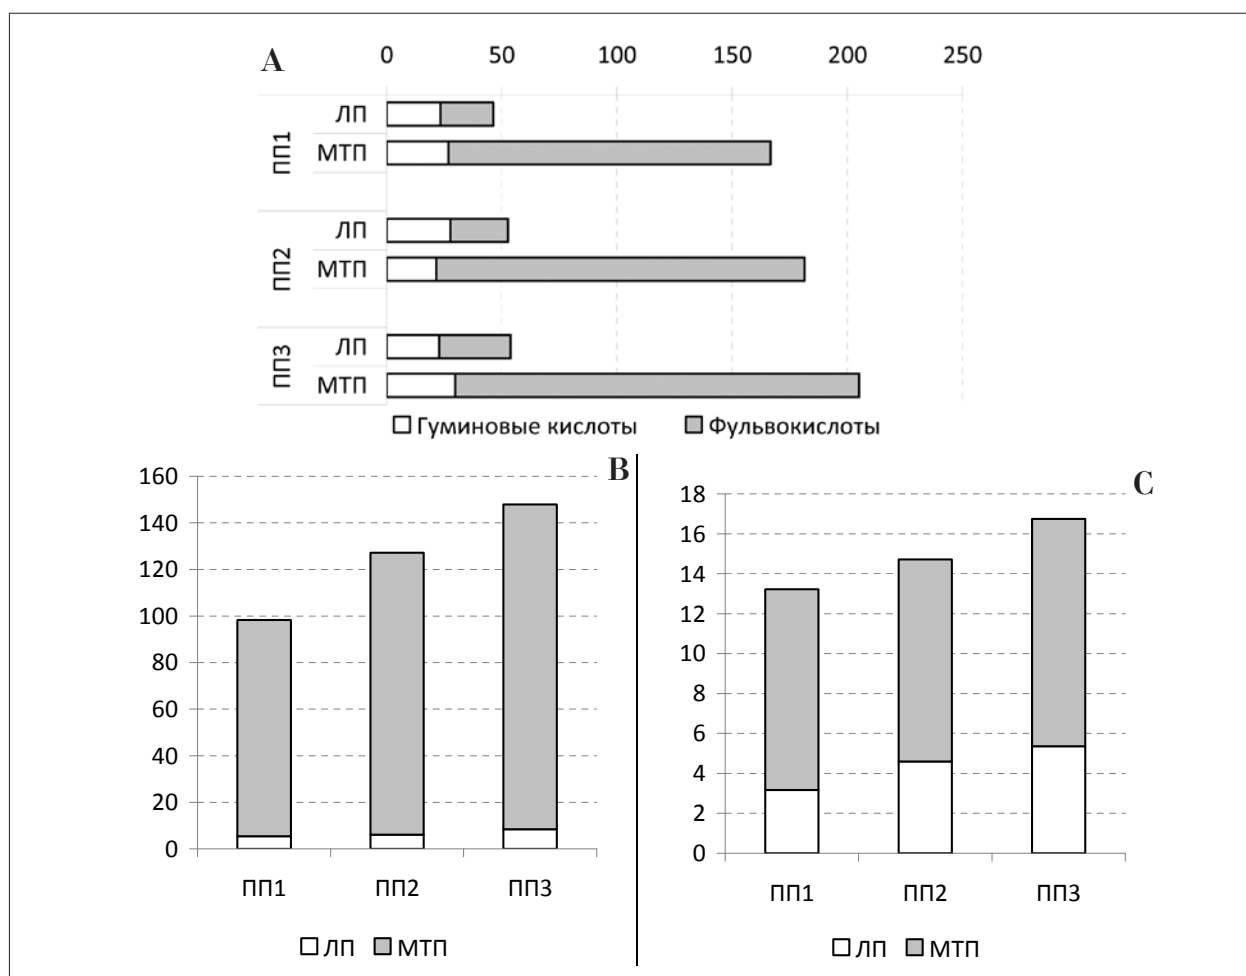 A
0 50 100 150 200 250
ПП1
ЛП
МТП
ПП2
ЛП
МТП
ПП3
ЛП
МТП
Гуминовые кислоты Фульвокислоты
B
160
140
120
100
80
60
40
20
0
ПП1 ПП2 ПП3
ЛП МТП
C
18
16
14
12
10
8
6
4
2
0
ПП1 ПП2 ПП3
ЛП МТП